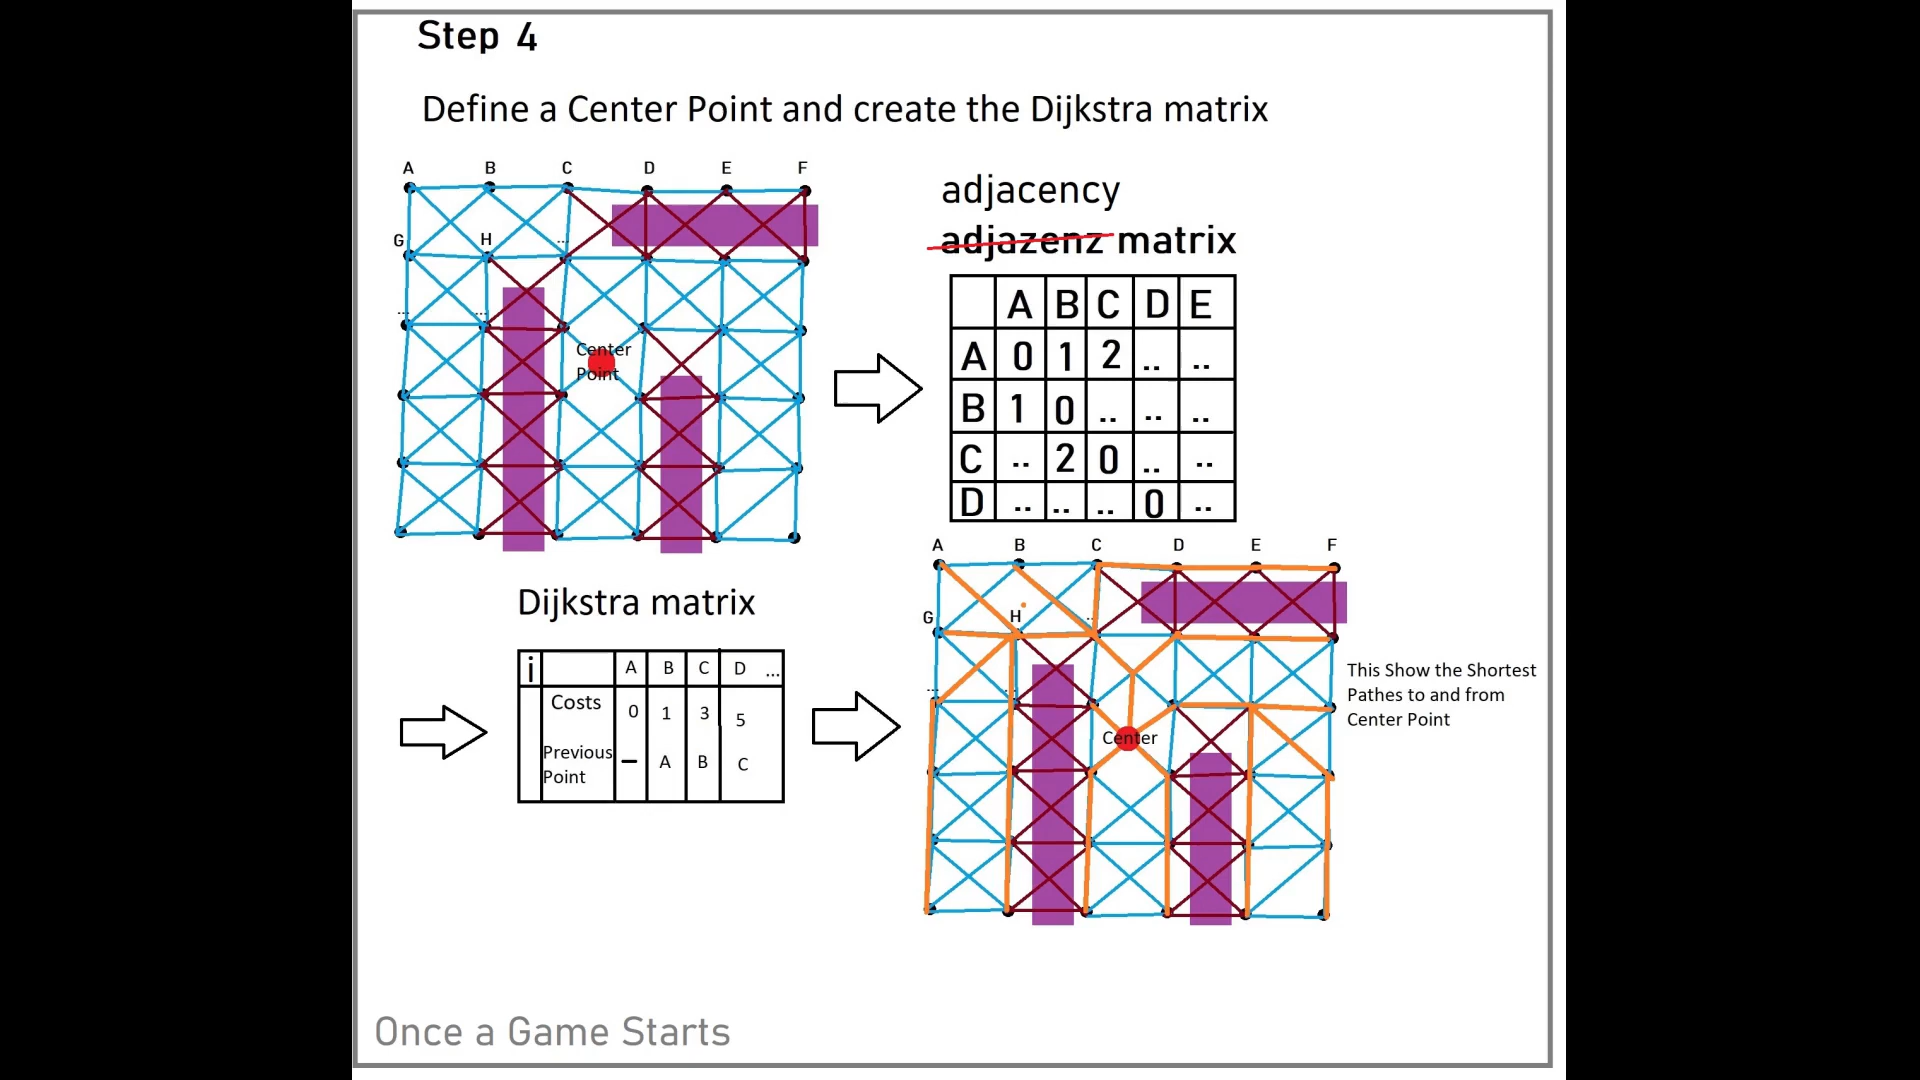 Step 4
Define a Center Point and create the Dijkstra matrix
A B C D E F
G H ...
... ...
Center
Point
adjacency
adjazenz matrix
A B C D E
A 0 1 2 .. ..
B 1 0 .. .. ..
C .. 2 0 .. ..
D .. .. .. 0 ..
Dijkstra matrix
i A B C D ...
Costs 0 1 3 5
Previous
Point — A B C
A B C D E F
G H ...
... ...
Center
This Show the Shortest
Pathes to and from
Center Point
Once a Game Starts